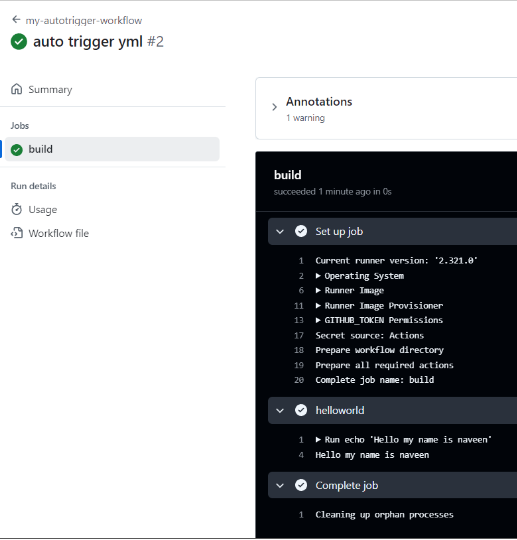 ← my-autotrigger-workflow
auto trigger yml #2
Summary
Jobs
build
Run details
Usage
Workflow file
Annotations
1 warning
build
succeeded 1 minute ago in 0s
Set up job
1 Current runner version: '2.321.0'
2 ▶ Operating System
6 ▶ Runner Image
11 ▶ Runner Image Provisioner
13 ▶ GITHUB_TOKEN Permissions
17 Secret source: Actions
18 Prepare workflow directory
19 Prepare all required actions
20 Complete job name: build
helloworld
1 ▶ Run echo 'Hello my name is naveen'
4 Hello my name is naveen
Complete job
1 Cleaning up orphan processes